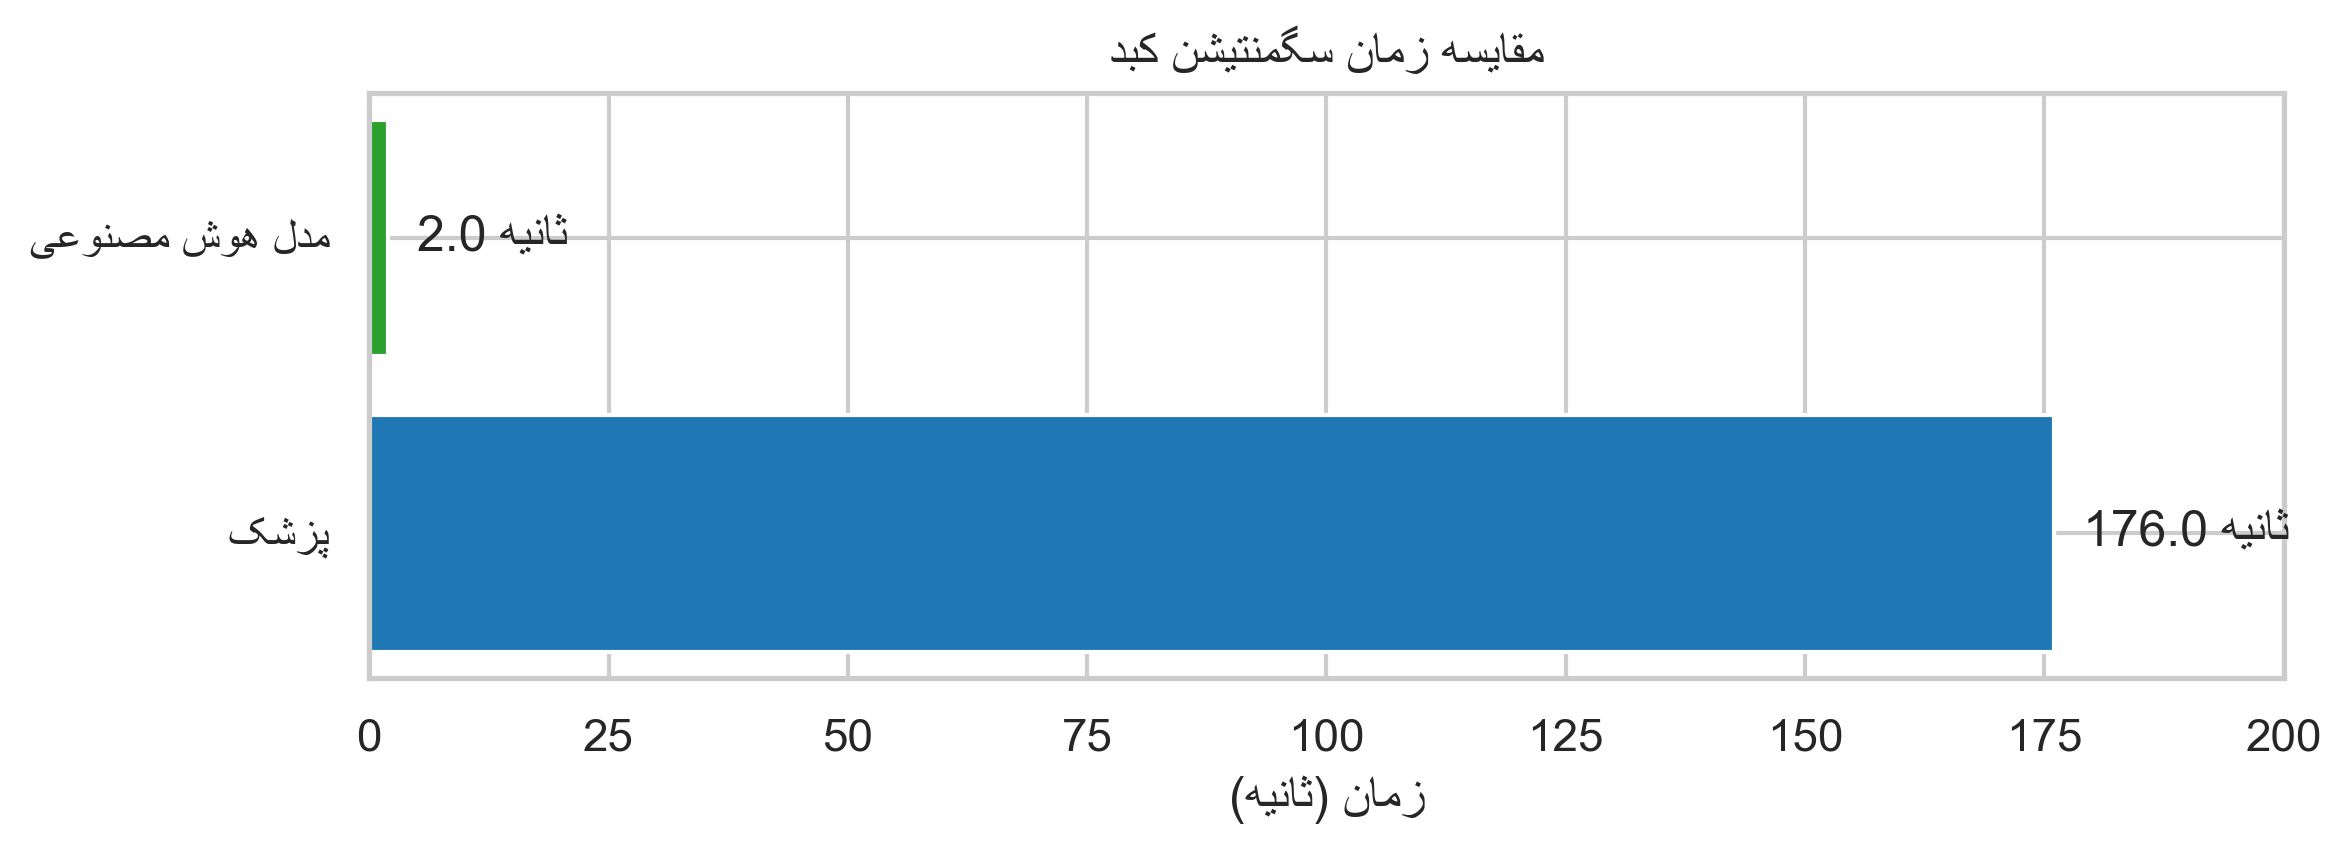 مقایسه زمان سگمنتیشن کبد
مدل هوش مصنوعی
2.0 ثانیه
پزشک
176.0 ثانیه
0 25 50 75 100 125 150 175 200
زمان (ثانیه)